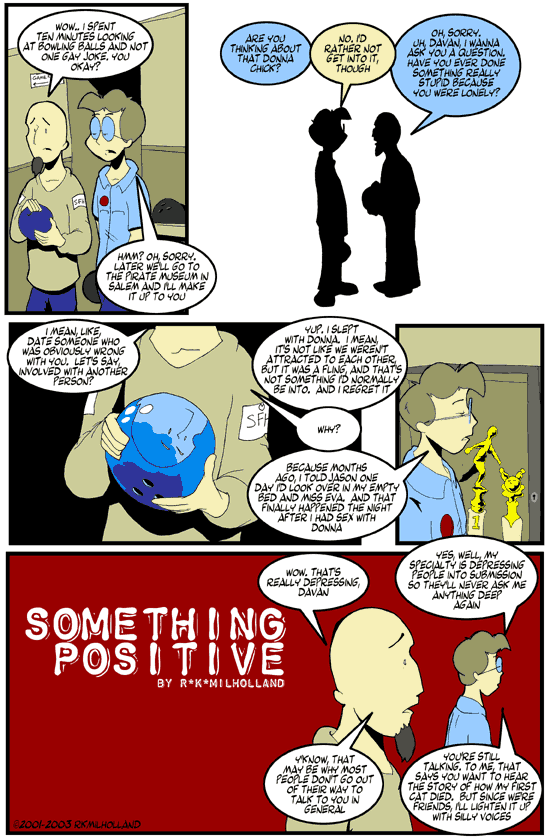 WOW.. I SPENT
TEN MINUTES LOOKING
AT BOWLING BALLS AND NOT
ONE GAY JOKE. YOU
OKAY?
GAME
SFH
HMM? OH, SORRY.
LATER WE'LL GO TO
THE PIRATE MUSEUM IN
SALEM AND I'LL MAKE
IT UP TO YOU
ARE YOU
THINKING ABOUT
THAT DONNA
CHICK?
NO, I'D
RATHER NOT
GET INTO IT,
THOUGH
OH, SORRY.
UH, DAVAN, I WANNA
ASK YOU A QUESTION.
HAVE YOU EVER DONE
SOMETHING REALLY
STUPID BECAUSE
YOU WERE LONELY?
I MEAN, LIKE,
DATE SOMEONE WHO
WAS OBVIOUSLY WRONG
WITH YOU. LET'S SAY,
INVOLVED WITH ANOTHER
PERSON?
YUP. I SLEPT
WITH DONNA. I MEAN,
IT'S NOT LIKE WE WEREN'T
ATTRACTED TO EACH OTHER,
BUT IT WAS A FLING, AND THAT'S
NOT SOMETHING I'D NORMALLY
BE INTO. AND I REGRET IT
SFH
WHY?
BECAUSE MONTHS
AGO, I TOLD JASON ONE
DAY I'D LOOK OVER IN MY EMPTY
BED AND MISS EVA. AND THAT
FINALLY HAPPENED THE NIGHT
AFTER I HAD SEX WITH
DONNA
1
WOW. THAT'S
REALLY DEPRESSING,
DAVAN
YES, WELL, MY
SPECIALTY IS DEPRESSING
PEOPLE INTO SUBMISSION
SO THEY'LL NEVER ASK ME
ANYTHING DEEP
AGAIN
SOMETHING
POSITIVE
BY R*K*MILHOLLAND
Y'KNOW, THAT
MAY BE WHY MOST
PEOPLE DON'T GO OUT
OF THEIR WAY TO
TALK TO YOU IN
GENERAL
YOU'RE STILL
TALKING. TO ME, THAT
SAYS YOU WANT TO HEAR
THE STORY OF HOW MY FIRST
CAT DIED. BUT SINCE WE'RE
FRIENDS, I'LL LIGHTEN IT UP
WITH SILLY VOICES
©2001-2003 RKMILHOLLAND